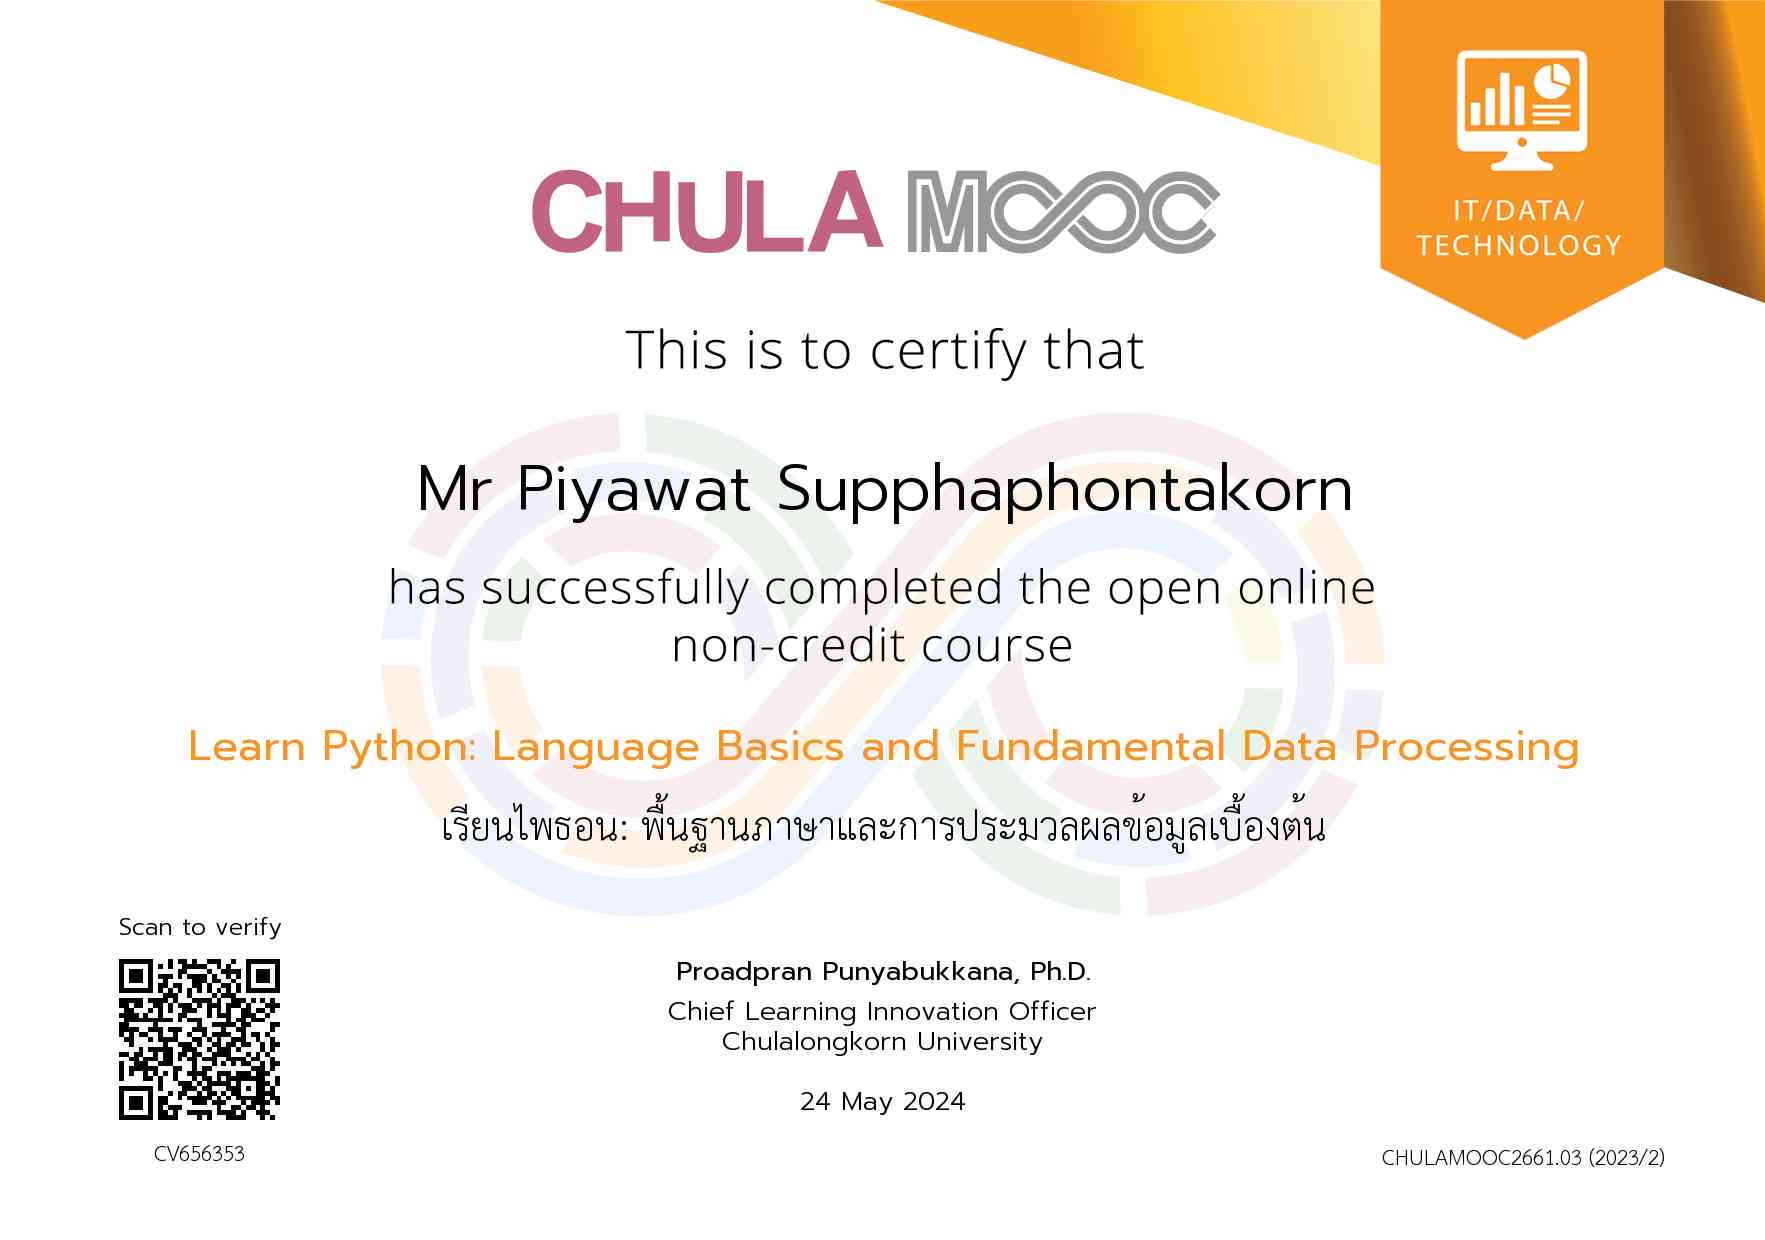 CHULA MOOC
IT/DATA/
TECHNOLOGY
This is to certify that
Mr Piyawat Supphaphontakorn
has successfully completed the open online
non-credit course
Learn Python: Language Basics and Fundamental Data Processing
เรียนไพธอน: พื้นฐานภาษาและการประมวลผลข้อมูลเบื้องต้น
Scan to verify
CV656353
Proadpran Punyabukkana, Ph.D.
Chief Learning Innovation Officer
Chulalongkorn University
24 May 2024
CHULAMOOC2661.03 (2023/2)